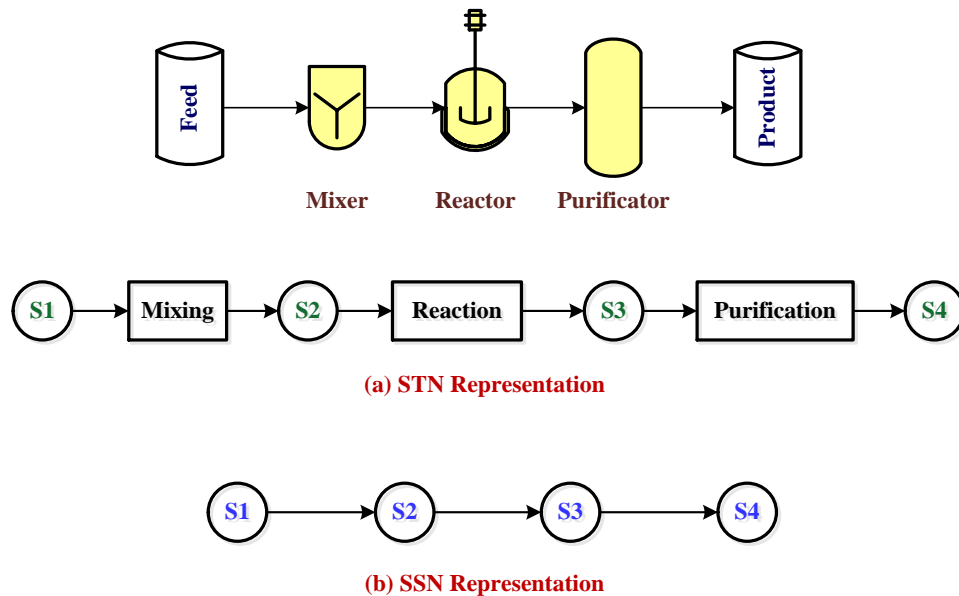 Feed
Product
Mixer Reactor Purificator
S1 Mixing S2 Reaction S3 Purification S4
(a) STN Representation
S1 S2 S3 S4
(b) SSN Representation